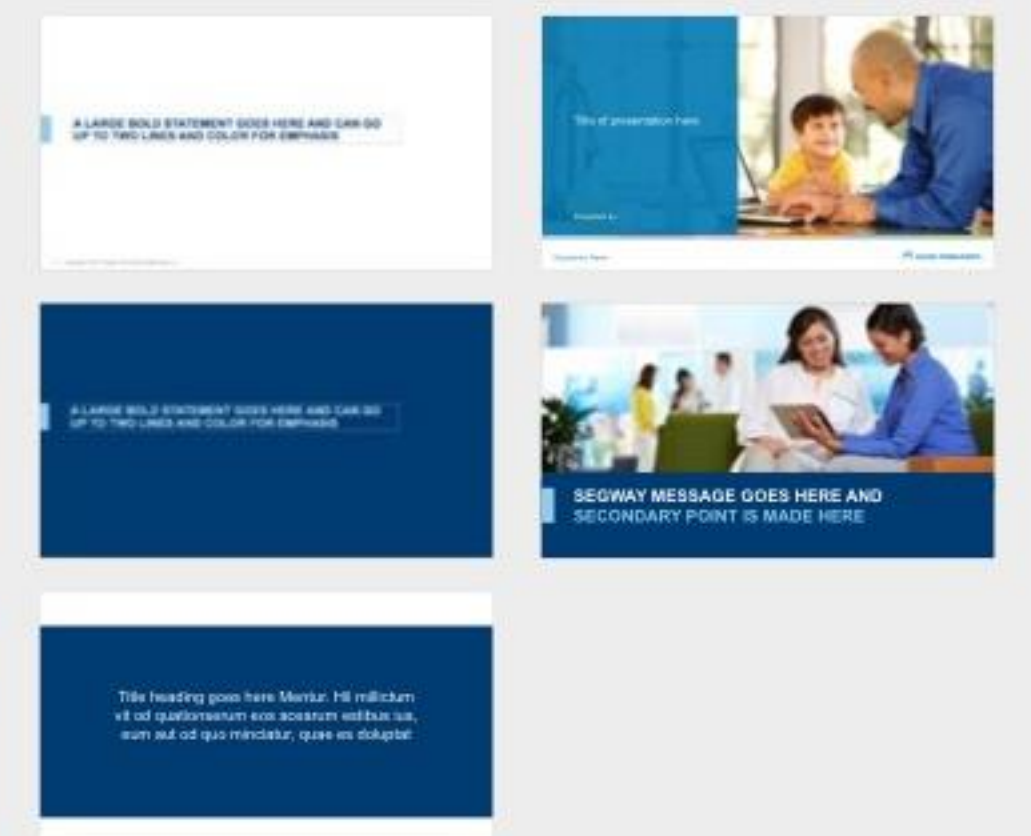 A LARGE BOLD STATEMENT GOES HERE AND CAN GO
UP TO TWO LINES AND COLOR FOR EMPHASIS
Title of presentation here
A LARGE BOLD STATEMENT GOES HERE AND CAN GO
UP TO TWO LINES AND COLOR FOR EMPHASIS
SEGWAY MESSAGE GOES HERE AND
SECONDARY POINT IS MADE HERE
Title heading goes here Mentur. Hil millictum
vit od quationserum eos acearum estibus ius,
eum aut od quo minciatur, quae es doluptat